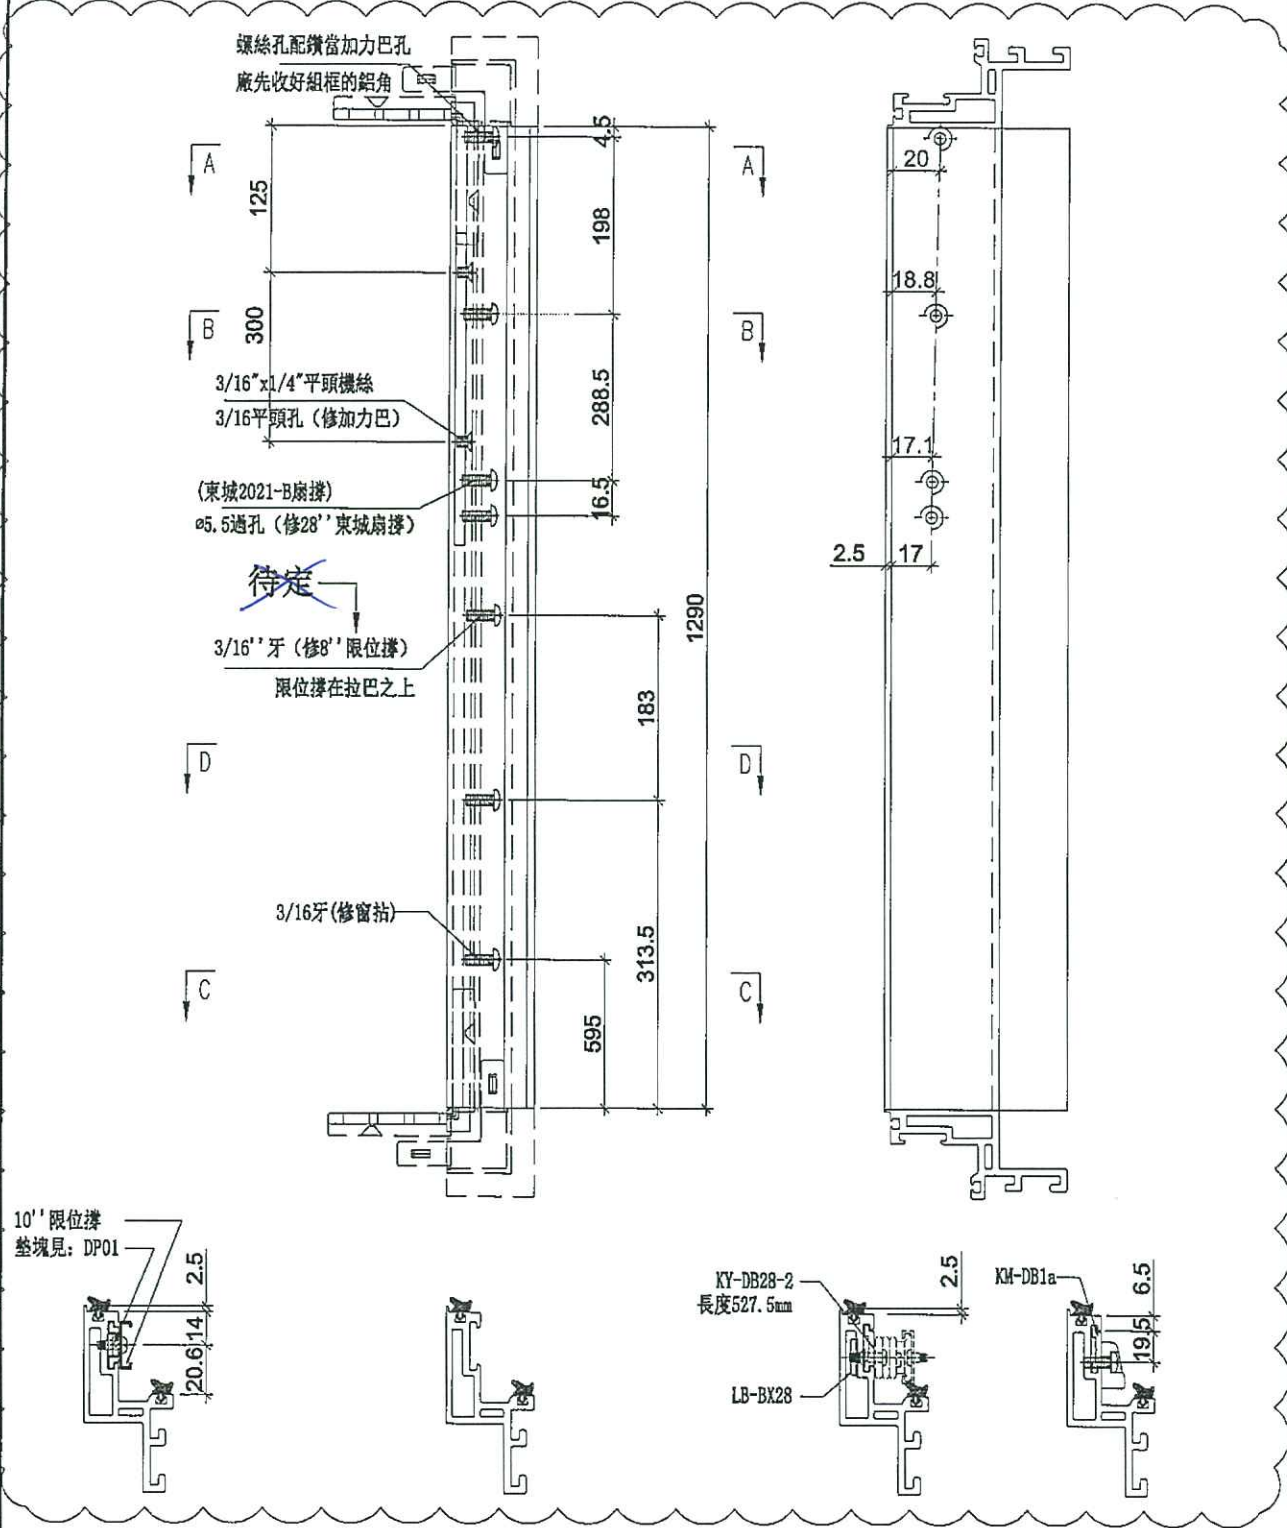 螺絲孔配鑽當加力巴孔
廠先收好組框的鋁角
4.5
20
A
A
125
198
18.8
B
B
300
3/16"x1/4"平頭機絲
3/16平頭孔（修加力巴）
288.5
17.1
(東城2021-B扇撐)
ø5.5過孔（修28''東城扇撐）
16.5
2.5
17
待定
3/16''牙（修8''限位撐）
限位撐在拉巴之上
1290
183
D
D
3/16牙(修窗拈)
313.5
C
C
595
10''限位撐
墊塊見: DP01
2.5
14
20.6
KY-DB28-2
長度527.5mm
LB-BX28
2.5
KM-DB1a
6.5
19.5